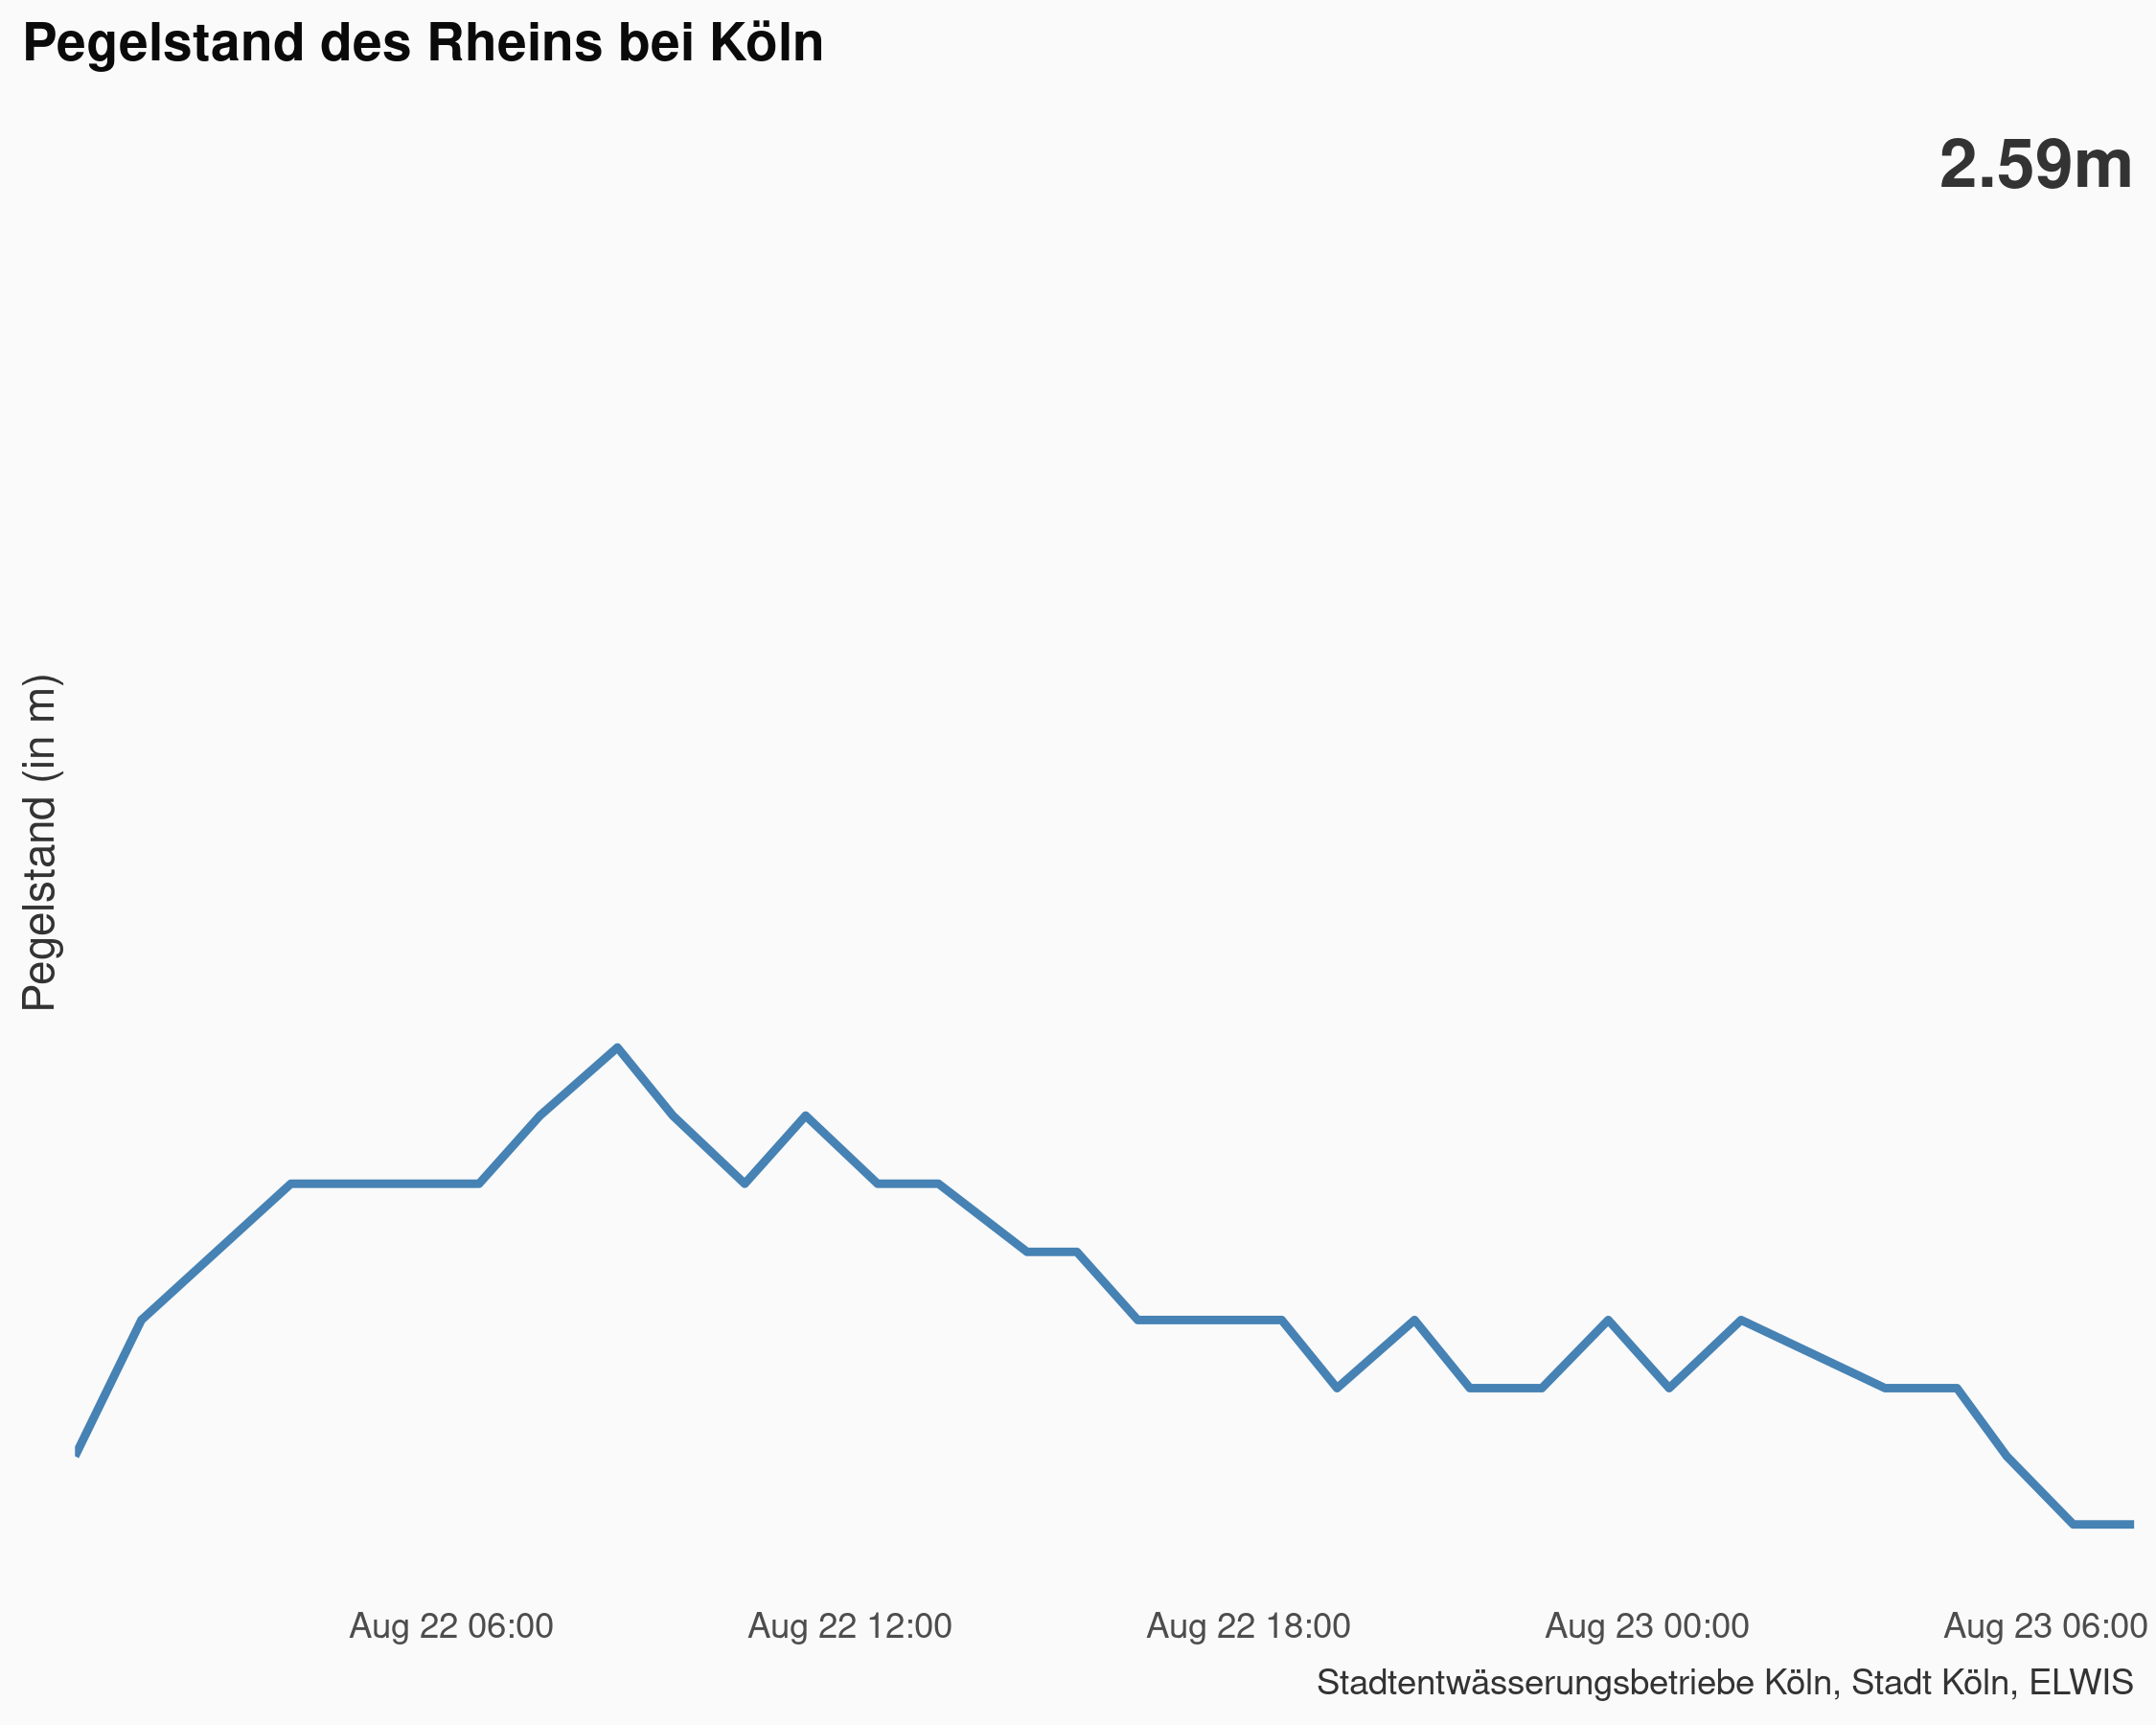 Pegelstand des Rheins bei Köln
2.59m
Pegelstand (in m)
Aug 22 06:00
Aug 22 12:00
Aug 22 18:00
Aug 23 00:00
Aug 23 06:00
Stadtentwässerungsbetriebe Köln, Stadt Köln, ELWIS